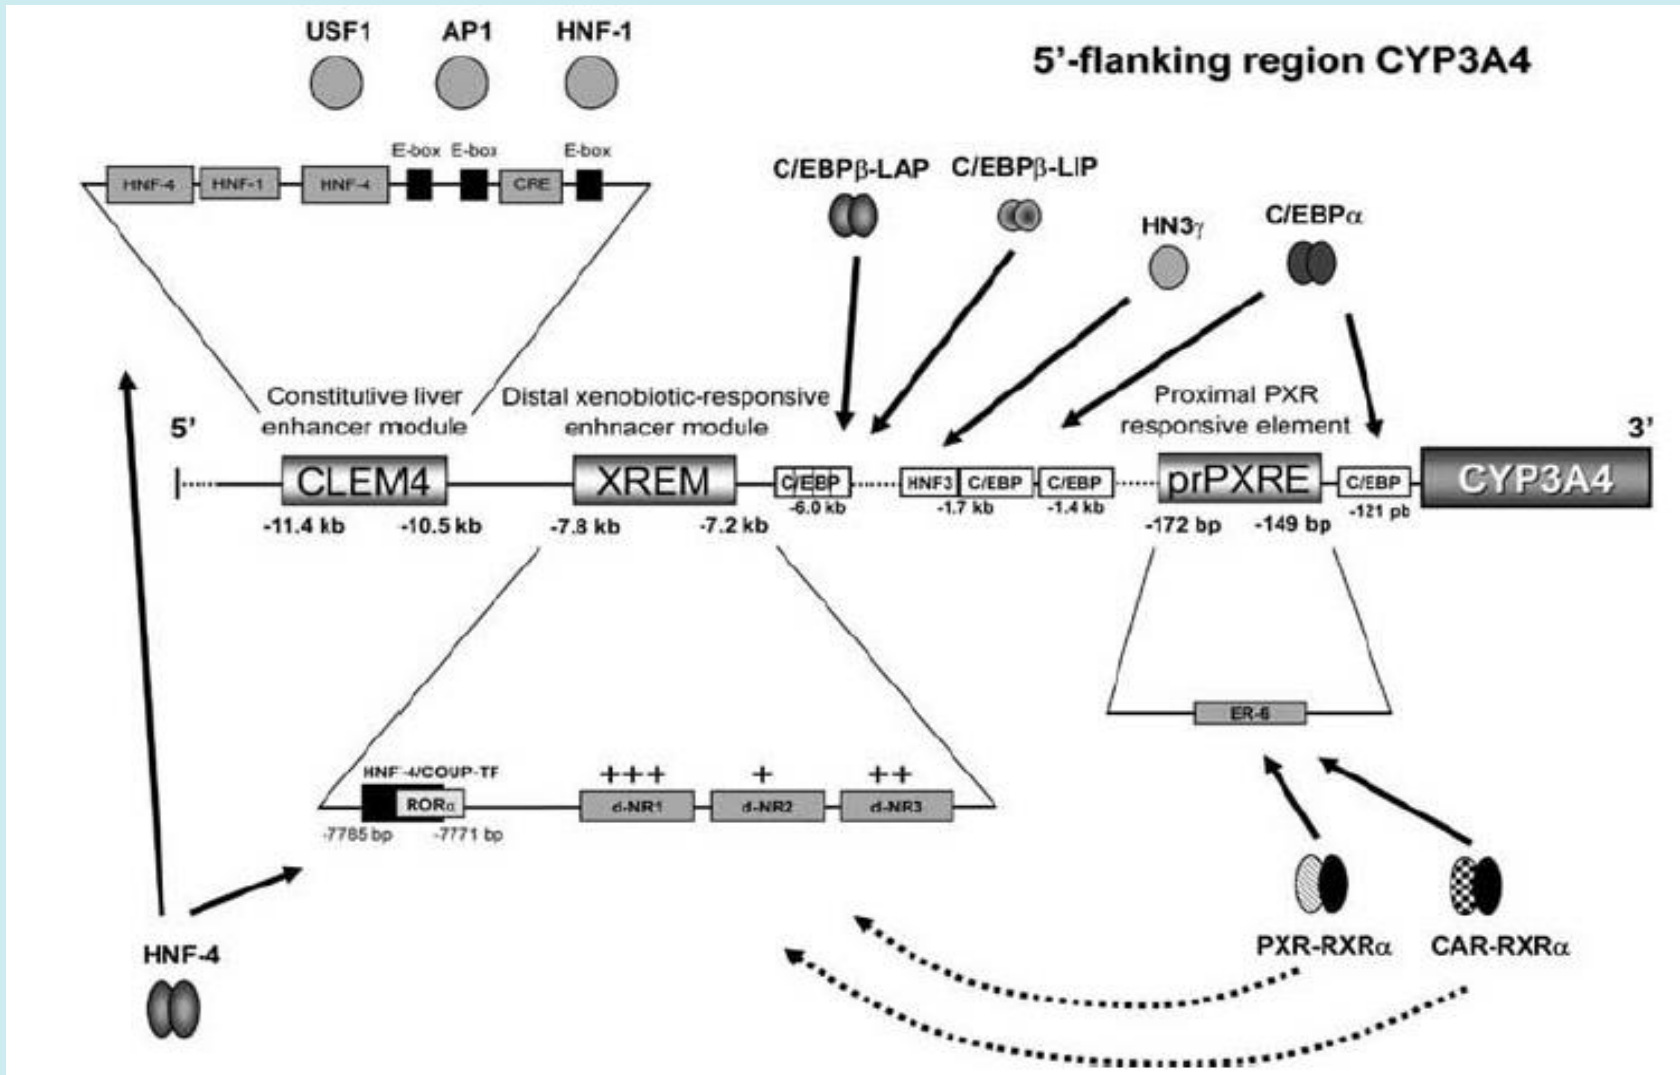 USF1 AP1 HNF-1
5’-flanking region CYP3A4
E-box E-box E-box
HNF-4 HNF-1 HNF-4 CRE
C/EBPβ-LAP C/EBPβ-LIP
HN3γ C/EBPα
Constitutive liver
enhancer module
Distal xenobiotic-responsive
enhnacer module
Proximal PXR
responsive element
5’ 3’
CLEM4 XREM C/EBP HNF3 C/EBP C/EBP prPXRE C/EBP CYP3A4
-11.4 kb -10.5 kb -7.8 kb -7.2 kb -6.0 kb -1.7 kb -1.4 kb -172 bp -149 bp -121 pb
ER-6
HNF-4/COUP-TF +++ + ++
RORα d-NR1 d-NR2 d-NR3
-7785 bp -7771 bp
HNF-4
PXR-RXRα CAR-RXRα